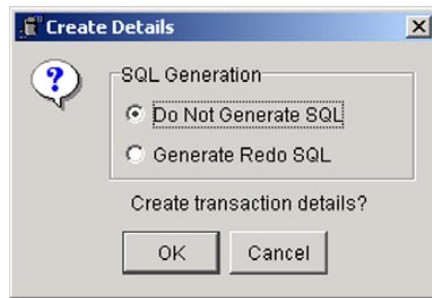 Create Details
SQL Generation
Do Not Generate SQL
Generate Redo SQL
Create transaction details?
OK
Cancel